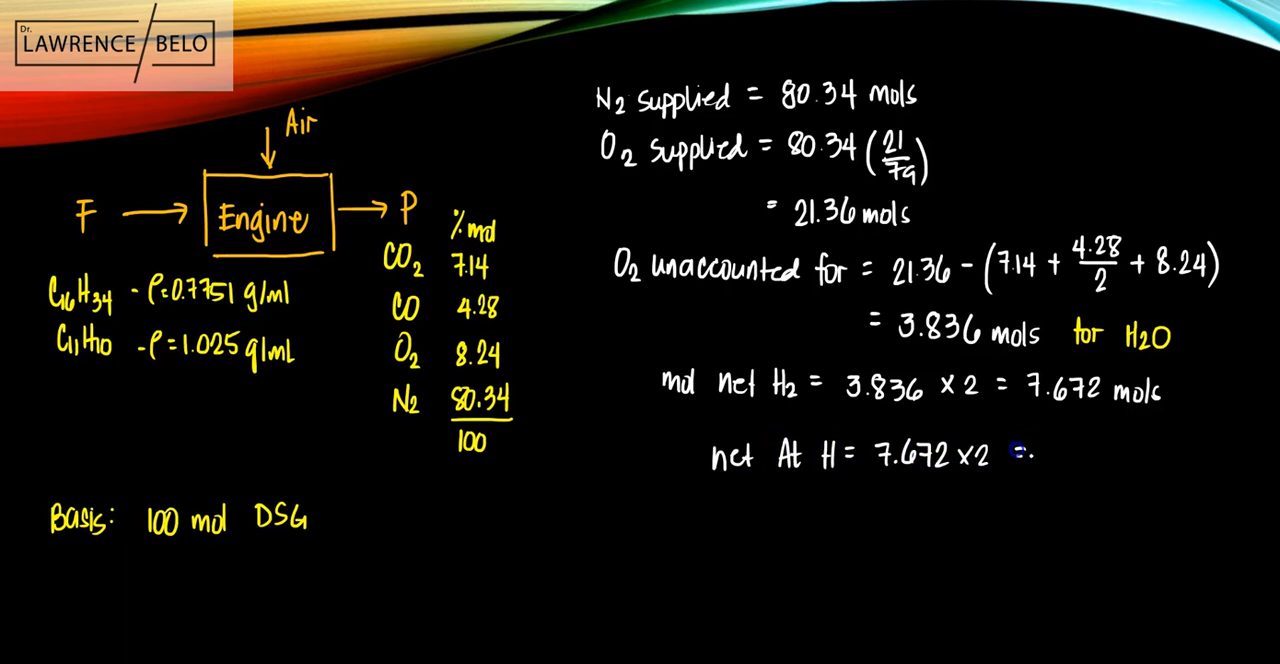 Dr.
LAWRENCE / BELO
Air
F
Engine
P
% mol
CO2 7.14
CO 4.28
O2 8.24
N2 80.34
100
C16H34 - ρ=0.7751 g/ml
C11H10 - ρ=1.025 g/mL
Basis: 100 mol DSG
N2 supplied = 80.34 mols
O2 supplied = 80.34 (21/79)
= 21.36 mols
O2 unaccounted for = 21.36 - (7.14 + 4.28/2 + 8.24)
= 3.836 mols for H2O
mol net H2 = 3.836 × 2 = 7.672 mols
net At H = 7.672 × 2 =